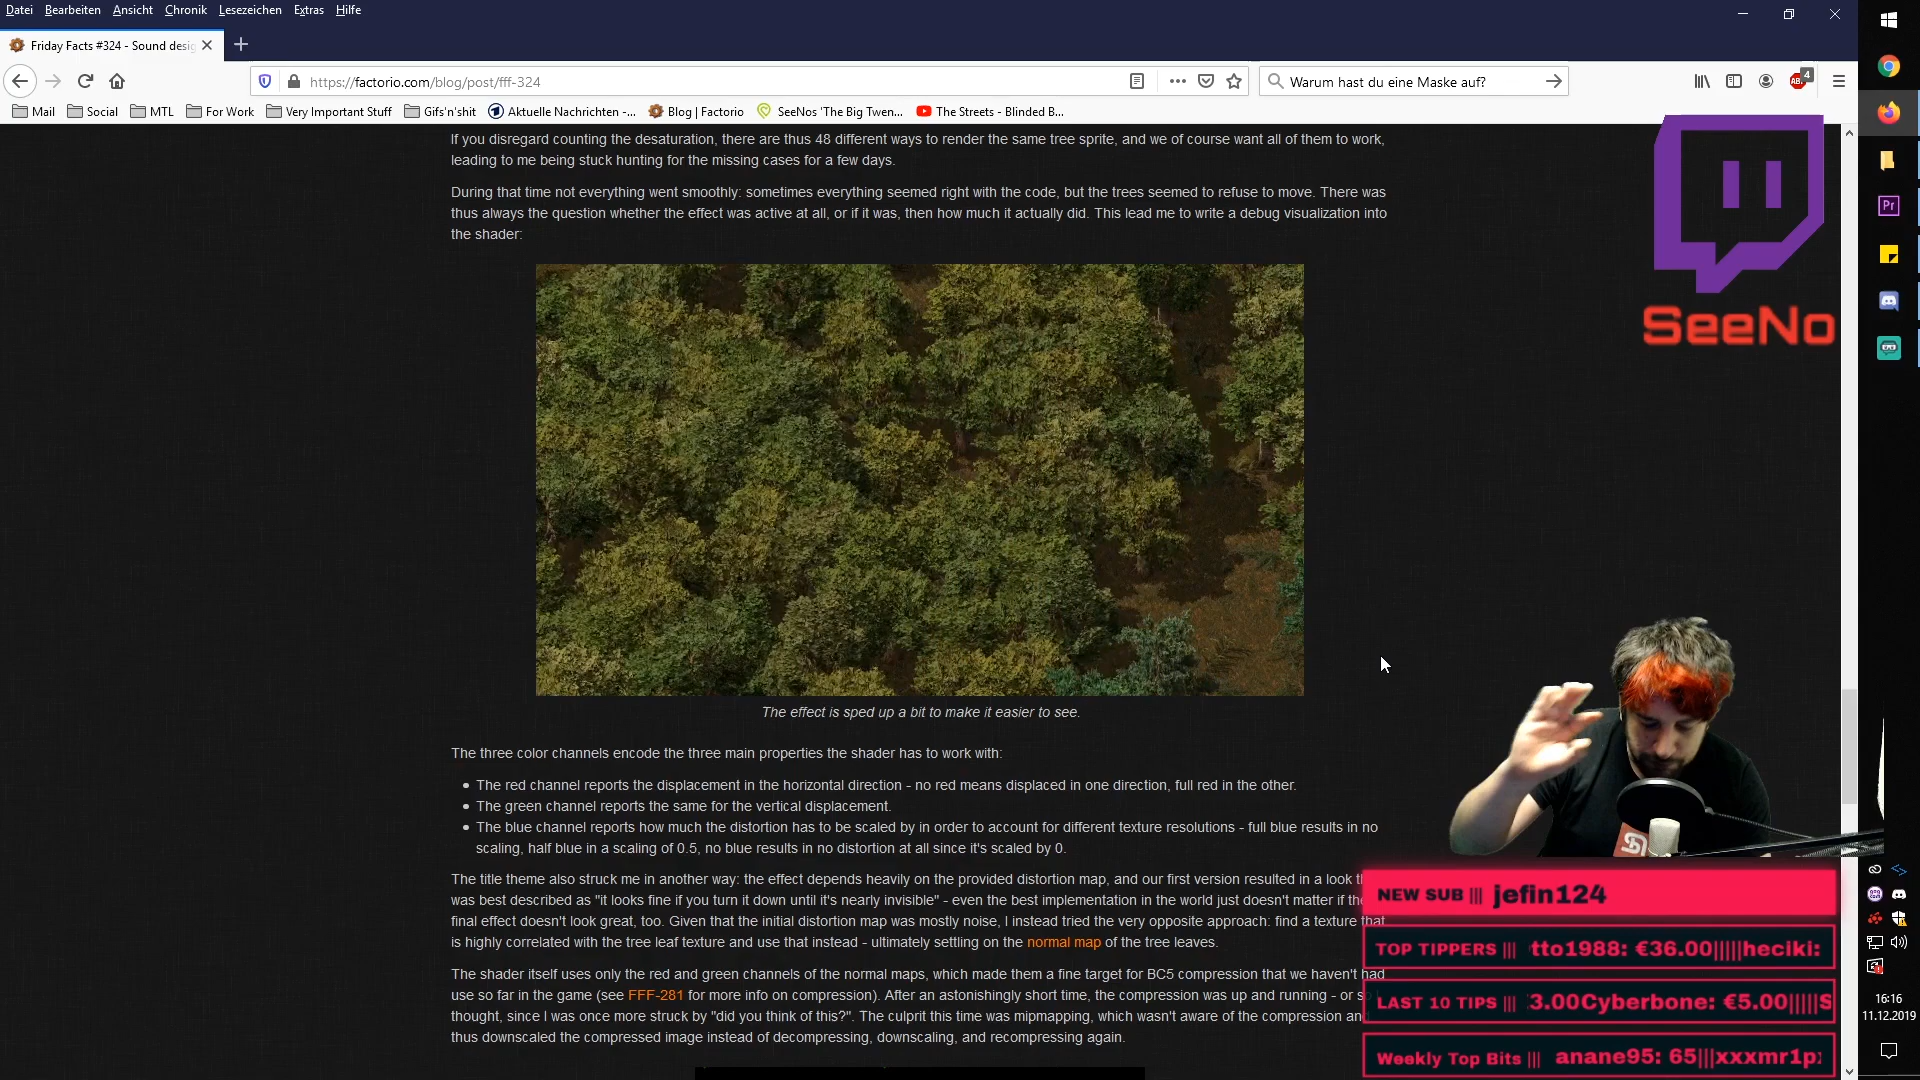 Datei Bearbeiten Ansicht Chronik Lesezeichen Extras Hilfe
Friday Facts #324 - Sound desig
https://factorio.com/blog/post/fff-324
Warum hast du eine Maske auf?
4
Mail Social MTL For Work Very Important Stuff Gifs'n'shit Aktuelle Nachrichten -... Blog | Factorio SeeNos 'The Big Twen... The Streets - Blinded B...
If you disregard counting the desaturation, there are thus 48 different ways to render the same tree sprite, and we of course want all of them to work,
leading to me being stuck hunting for the missing cases for a few days.
During that time not everything went smoothly: sometimes everything seemed right with the code, but the trees seemed to refuse to move. There was
thus always the question whether the effect was active at all, or if it was, then how much it actually did. This lead me to write a debug visualization into
the shader:
Pr
SeeNo
The effect is sped up a bit to make it easier to see.
The three color channels encode the three main properties the shader has to work with:
The red channel reports the displacement in the horizontal direction - no red means displaced in one direction, full red in the other.
The green channel reports the same for the vertical displacement.
The blue channel reports how much the distortion has to be scaled by in order to account for different texture resolutions - full blue results in no
scaling, half blue in a scaling of 0.5, no blue results in no distortion at all since it's scaled by 0.
The title theme also struck me in another way: the effect depends heavily on the provided distortion map, and our first version resulted in a look
was best described as "it looks fine if you turn it down until it's nearly invisible" - even the best implementation in the world just doesn't matter if
final effect doesn't look great, too. Given that the initial distortion map was mostly noise, I instead tried the very opposite approach: find a texture that
is highly correlated with the tree leaf texture and use that instead - ultimately settling on the normal map of the tree leaves.
The shader itself uses only the red and green channels of the normal maps, which made them a fine target for BC5 compression that we haven't had
use so far in the game (see FFF-281 for more info on compression). After an astonishingly short time, the compression was up and running - or so
thought, since I was once more struck by "did you think of this?". The culprit this time was mipmapping, which wasn't aware of the compression an
thus downscaled the compressed image instead of decompressing, downscaling, and recompressing again.
NEW SUB ||| jefin124
TOP TIPPERS ||| tto1988: €36.00|||||heciki:
LAST 10 TIPS ||| 3.00Cyberbone: €5.00|||||S
Weekly Top Bits ||| anane95: 65|||xxxmr1p
16:16
11.12.2019